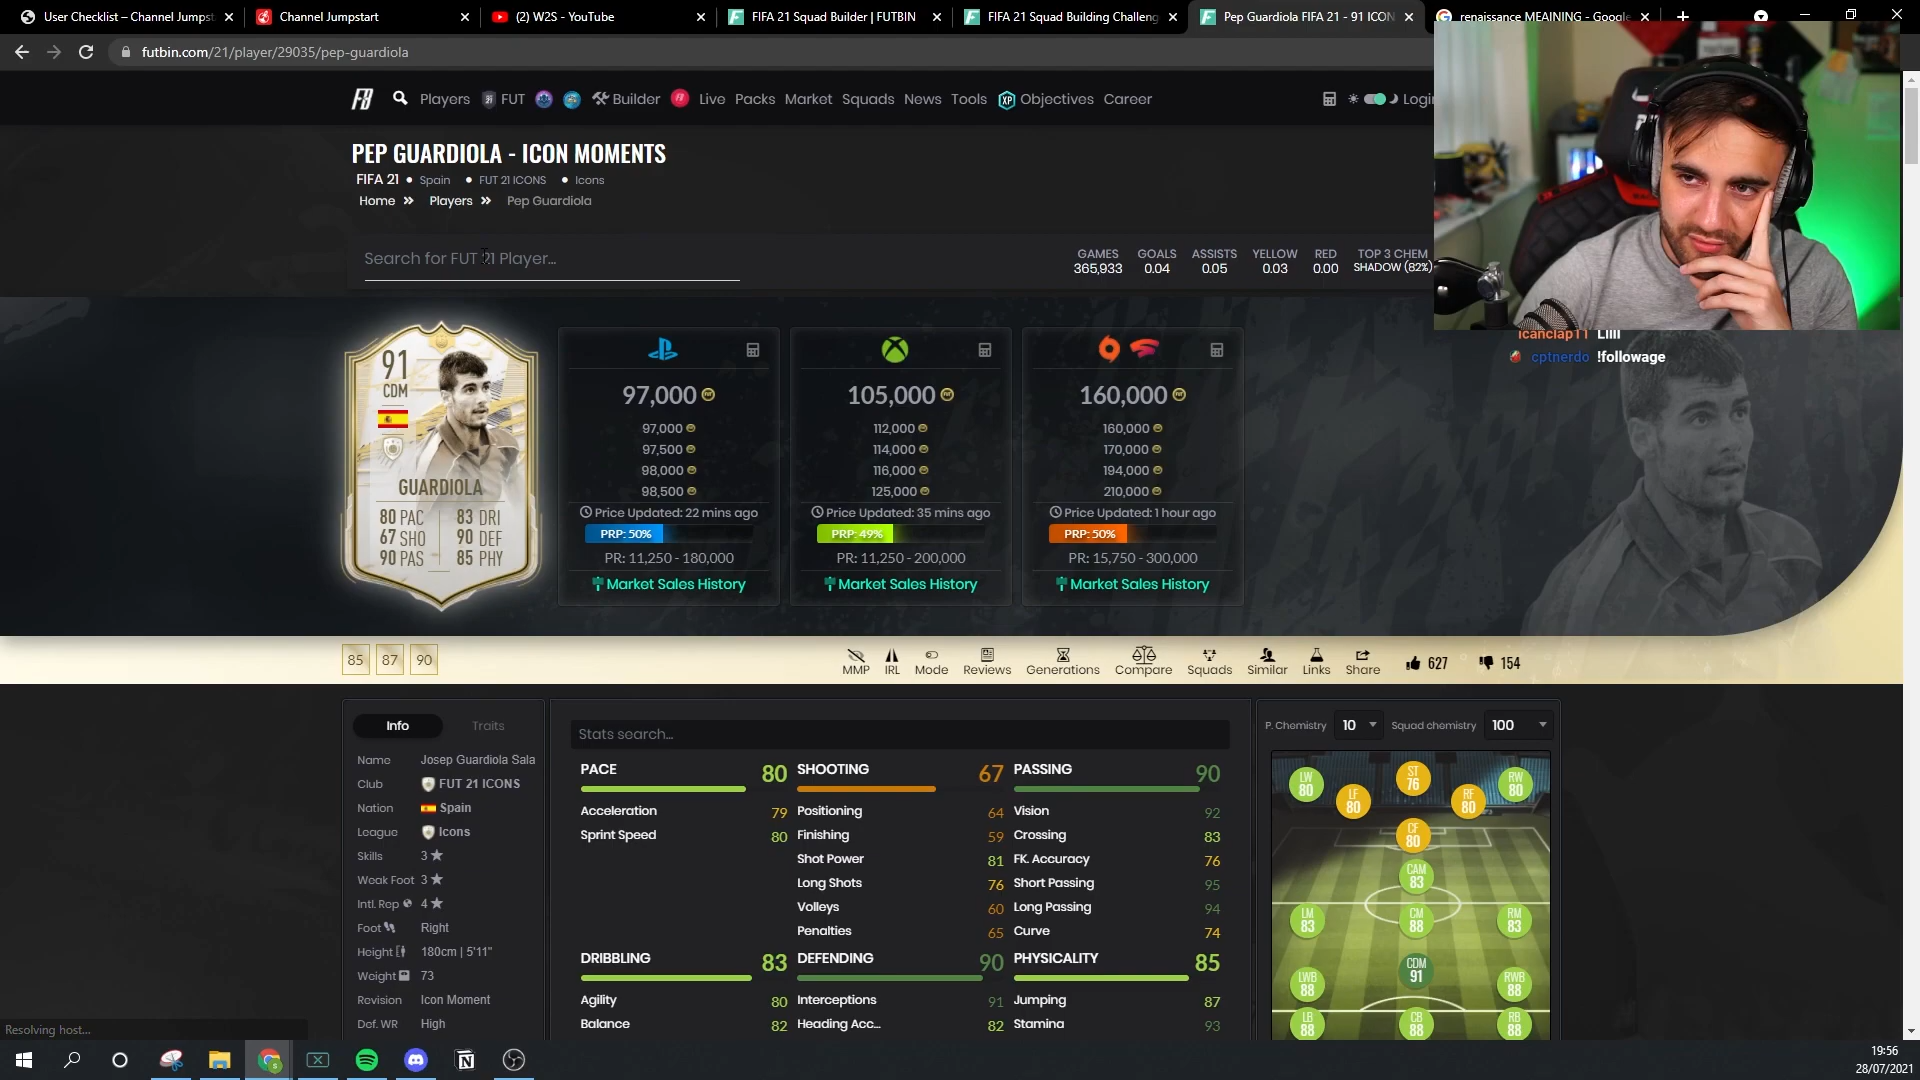 User Checklist – Channel Jumpst
Channel Jumpstart
(2) W2S - YouTube
FIFA 21 Squad Builder | FUTBIN
FIFA 21 Squad Building Challeng
Pep Guardiola FIFA 21 - 91 ICON
renaissance MEAINING - Google
futbin.com/21/player/29035/pep-guardiola
Players FUT Builder Live Packs Market Squads News Tools XP Objectives Career Login
PEP GUARDIOLA - ICON MOMENTS
FIFA 21 • Spain • FUT 21 ICONS • Icons
Home » Players » Pep Guardiola
Search for FUT 21 Player...
GAMES GOALS ASSISTS YELLOW RED TOP 3 CHEM
365,933 0.04 0.05 0.03 0.00 SHADOW (82%)
icanclap11 Lllll
cptnerdo !followage
91
CDM
GUARDIOLA
80 PAC 83 DRI
67 SHO 90 DEF
90 PAS 85 PHY
97,000
97,000
97,500
98,000
98,500
Price Updated: 22 mins ago
PRP: 50%
PR: 11,250 - 180,000
Market Sales History
105,000
112,000
114,000
116,000
125,000
Price Updated: 35 mins ago
PRP: 49%
PR: 11,250 - 200,000
Market Sales History
160,000
160,000
170,000
194,000
210,000
Price Updated: 1 hour ago
PRP: 50%
PR: 15,750 - 300,000
Market Sales History
85 87 90
MMP IRL Mode Reviews Generations Compare Squads Similar Links Share 627 154
Info Traits
Name Josep Guardiola Sala
Club FUT 21 ICONS
Nation Spain
League Icons
Skills 3
Weak Foot 3
Intl. Rep 4
Foot Right
Height 180cm | 5'11"
Weight 73
Revision Icon Moment
Def. WR High
Stats search...
PACE 80 SHOOTING 67 PASSING 90
Acceleration 79 Positioning 64 Vision 92
Sprint Speed 80 Finishing 59 Crossing 83
Shot Power 81 FK. Accuracy 76
Long Shots 76 Short Passing 95
Volleys 60 Long Passing 94
Penalties 65 Curve 74
DRIBBLING 83 DEFENDING 90 PHYSICALITY 85
Agility 80 Interceptions 91 Jumping 87
Balance 82 Heading Acc... 82 Stamina 93
P. Chemistry 10 Squad chemistry 100
LW 80
LF 80
ST 76
RF 80
RW 80
CF 80
CAM 83
LM 83
CM 88
RM 83
CDM 91
LWB 88
RWB 88
LB 88
CB 88
RB 88
Resolving host...
19:56
28/07/2021